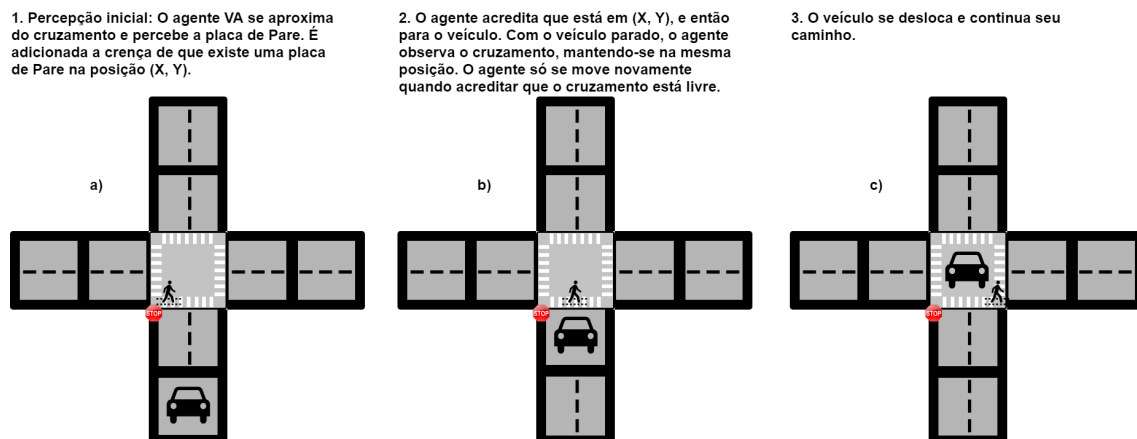 1. Percepção inicial: O agente VA se aproxima
do cruzamento e percebe a placa de Pare. É
adicionada a crença de que existe uma placa
de Pare na posição (X, Y).
2. O agente acredita que está em (X, Y), e então
para o veículo. Com o veículo parado, o agente
observa o cruzamento, mantendo-se na mesma
posição. O agente só se move novamente
quando acreditar que o cruzamento está livre.
3. O veículo se desloca e continua seu
caminho.
a)
b)
c)
STOP
STOP
STOP